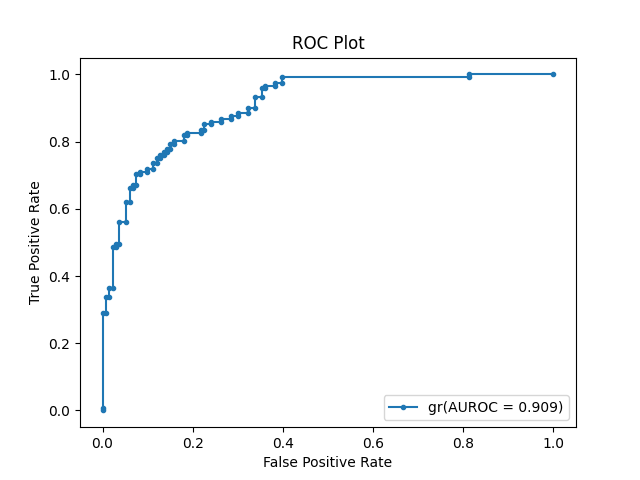 ROC Plot
True Positive Rate
1.0
0.8
0.6
0.4
0.2
0.0
gr(AUROC = 0.909)
0.0 0.2 0.4 0.6 0.8 1.0
False Positive Rate